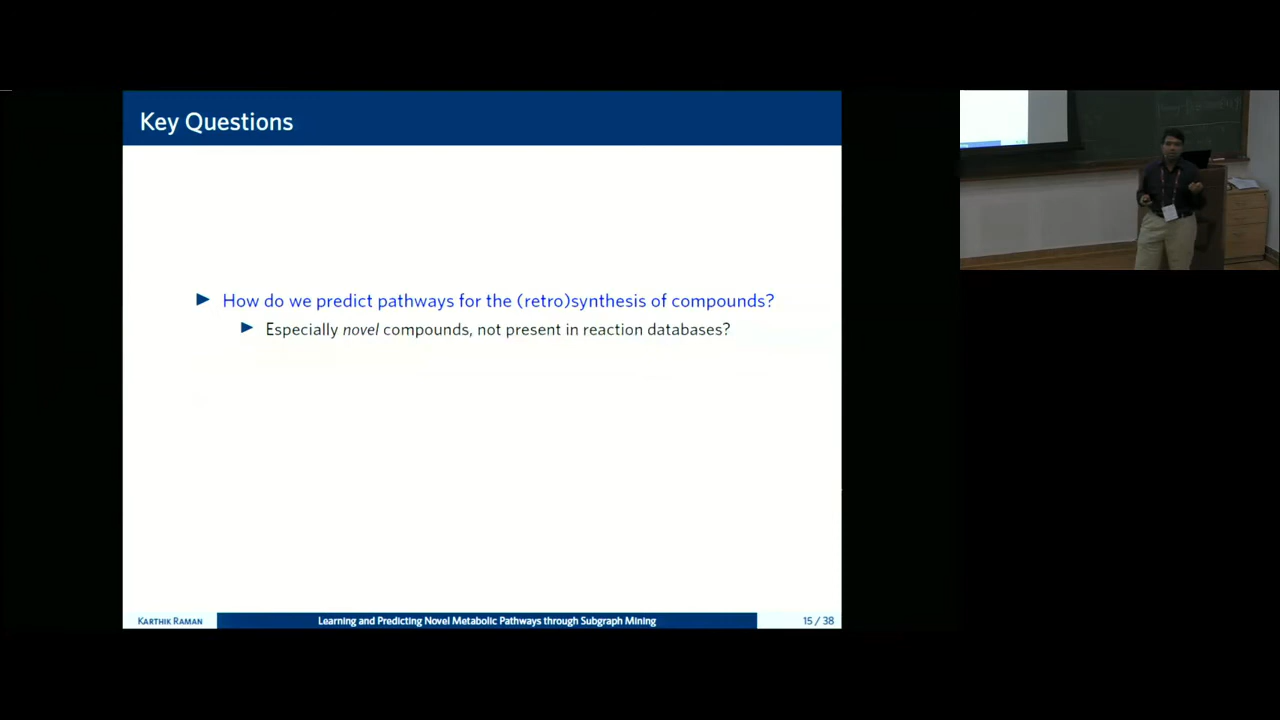 Key Questions
▶ How do we predict pathways for the (retro)synthesis of compounds?
▶ Especially novel compounds, not present in reaction databases?
KARTHIK RAMAN
Learning and Predicting Novel Metabolic Pathways through Subgraph Mining
15 / 38